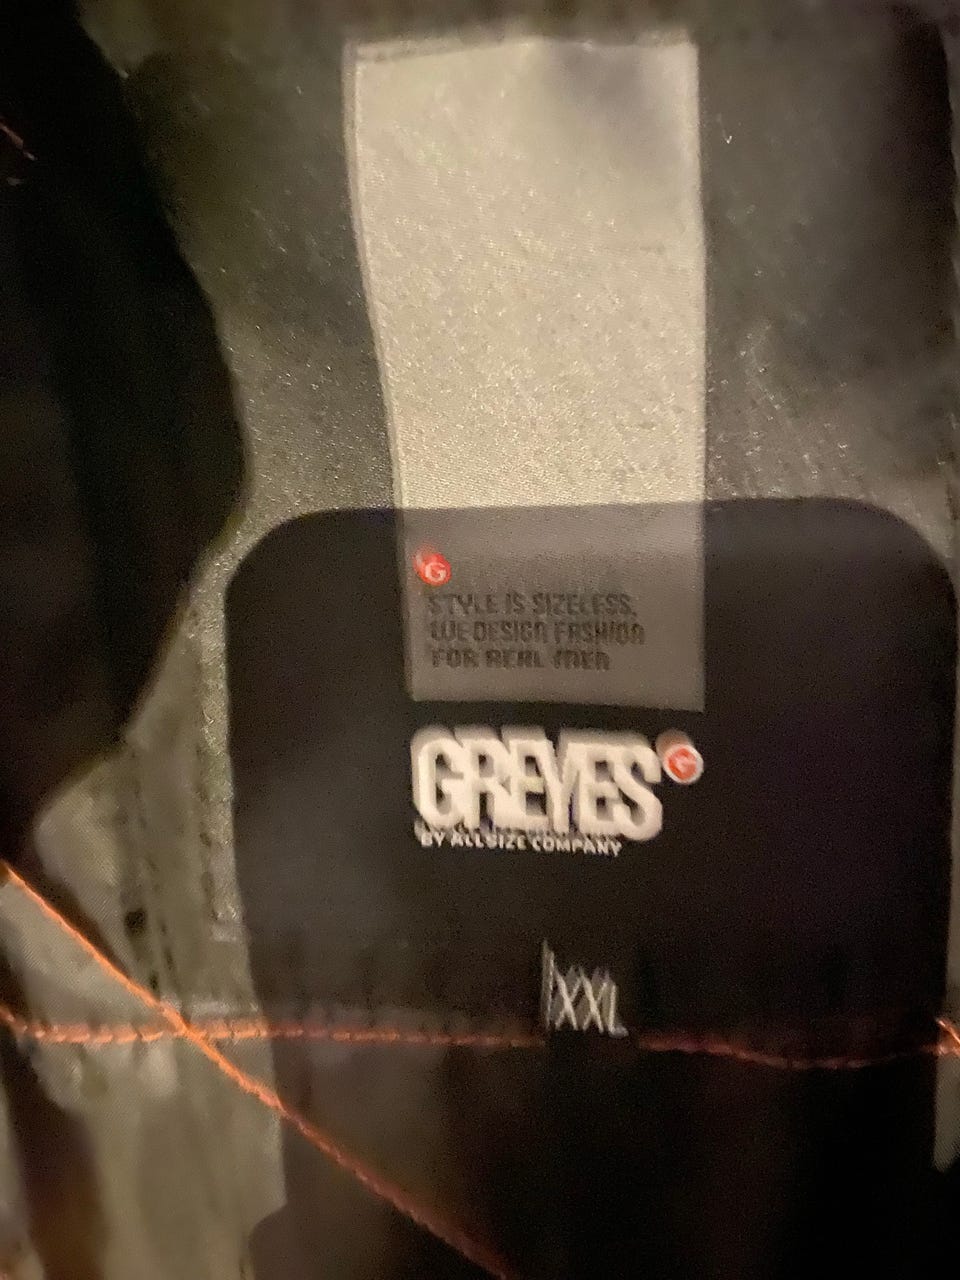 G
STYLE IS SIZELESS.
WE DESIGN FASHION
FOR REAL MEN
GREYES
BY ALLSIZE COMPANY
XXL